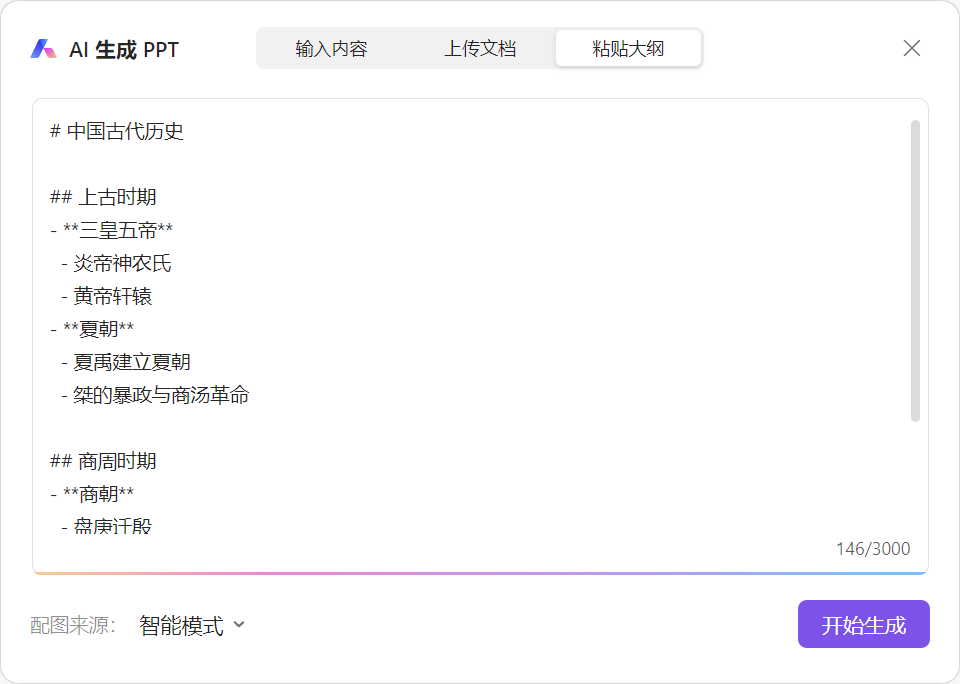 AI 生成 PPT
输入内容 上传文档 粘贴大纲
# 中国古代历史
## 上古时期
- **三皇五帝**
- 炎帝神农氏
- 黄帝轩辕
- **夏朝**
- 夏禹建立夏朝
- 桀的暴政与商汤革命
## 商周时期
- **商朝**
- 盘庚迁殷
146/3000
配图来源： 智能模式
开始生成